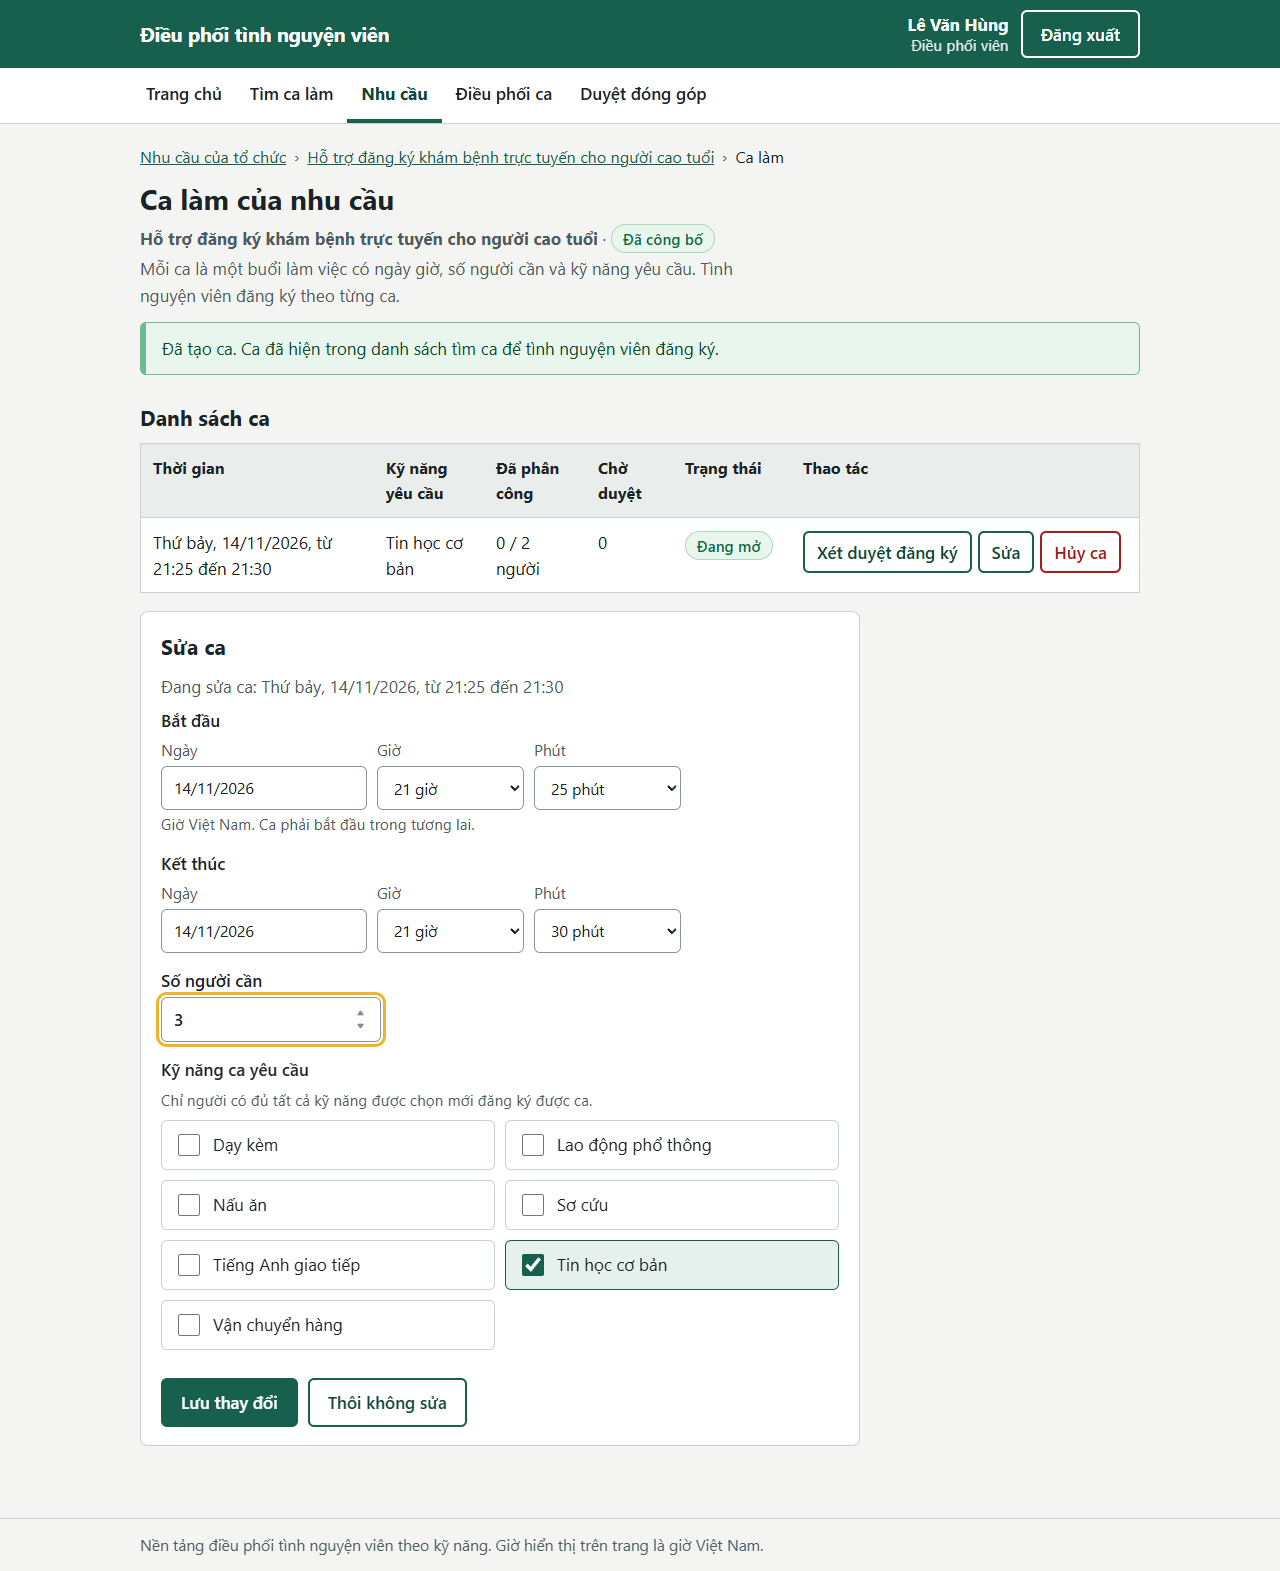 Điều phối tình nguyện viên
Lê Văn Hùng
Điều phối viên
Đăng xuất
Trang chủ
Tìm ca làm
Nhu cầu
Điều phối ca
Duyệt đóng góp
Nhu cầu của tổ chức › Hỗ trợ đăng ký khám bệnh trực tuyến cho người cao tuổi › Ca làm
Ca làm của nhu cầu
Hỗ trợ đăng ký khám bệnh trực tuyến cho người cao tuổi · Đã công bố
Mỗi ca là một buổi làm việc có ngày giờ, số người cần và kỹ năng yêu cầu. Tình
nguyện viên đăng ký theo từng ca.
Đã tạo ca. Ca đã hiện trong danh sách tìm ca để tình nguyện viên đăng ký.
Danh sách ca
Thời gian
Kỹ năng
yêu cầu
Đã phân
công
Chờ
duyệt
Trạng thái
Thao tác
Thứ bảy, 14/11/2026, từ
21:25 đến 21:30
Tin học cơ
bản
0 / 2
người
0
Đang mở
Xét duyệt đăng ký
Sửa
Hủy ca
Sửa ca
Đang sửa ca: Thứ bảy, 14/11/2026, từ 21:25 đến 21:30
Bắt đầu
Ngày
Giờ
Phút
14/11/2026
21 giờ
25 phút
Giờ Việt Nam. Ca phải bắt đầu trong tương lai.
Kết thúc
Ngày
Giờ
Phút
14/11/2026
21 giờ
30 phút
Số người cần
3
Kỹ năng ca yêu cầu
Chỉ người có đủ tất cả kỹ năng được chọn mới đăng ký được ca.
Dạy kèm
Lao động phổ thông
Nấu ăn
Sơ cứu
Tiếng Anh giao tiếp
Tin học cơ bản
Vận chuyển hàng
Lưu thay đổi
Thôi không sửa
Nền tảng điều phối tình nguyện viên theo kỹ năng. Giờ hiển thị trên trang là giờ Việt Nam.